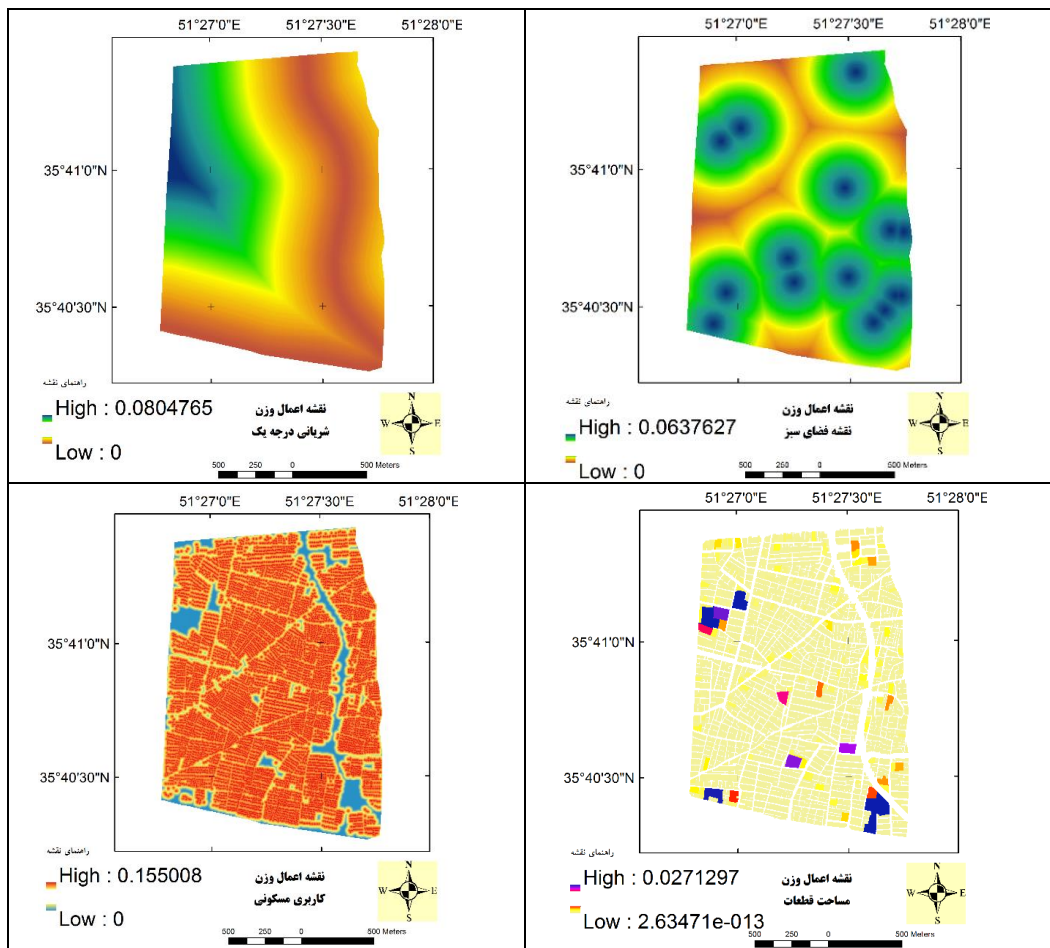 51°27'0"E 51°27'30"E 51°28'0"E
35°41'0"N
35°40'30"N
راهنمای نقشه
High : 0.0804765
Low : 0
نقشه اعمال وزن
شریانی درجه یک
N
W E
S
500 250 0 500 Meters
51°27'0"E 51°27'30"E 51°28'0"E
35°41'0"N
35°40'30"N
راهنمای نقشه
High : 0.0637627
Low : 0
نقشه اعمال وزن
نقشه فضای سبز
N
W E
S
500 250 0 500 Meters
51°27'0"E 51°27'30"E 51°28'0"E
35°41'0"N
35°40'30"N
راهنمای نقشه
High : 0.155008
Low : 0
نقشه اعمال وزن
کاربری مسکونی
N
W E
S
500 250 0 500 Meters
51°27'0"E 51°27'30"E 51°28'0"E
35°41'0"N
35°40'30"N
راهنمای نقشه
High : 0.0271297
Low : 2.63471e-013
نقشه اعمال وزن
مساحت قطعات
N
W E
S
500 250 0 500 Meters